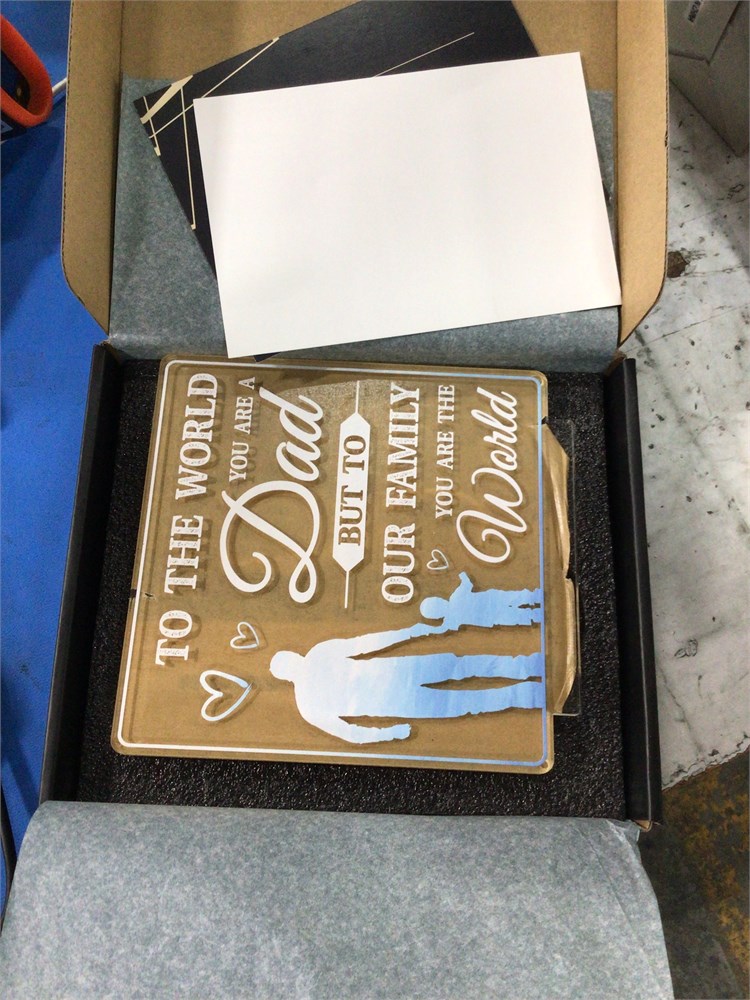 TO THE WORLD
YOU ARE A
Dad
BUT TO
OUR FAMILY
YOU ARE THE
World